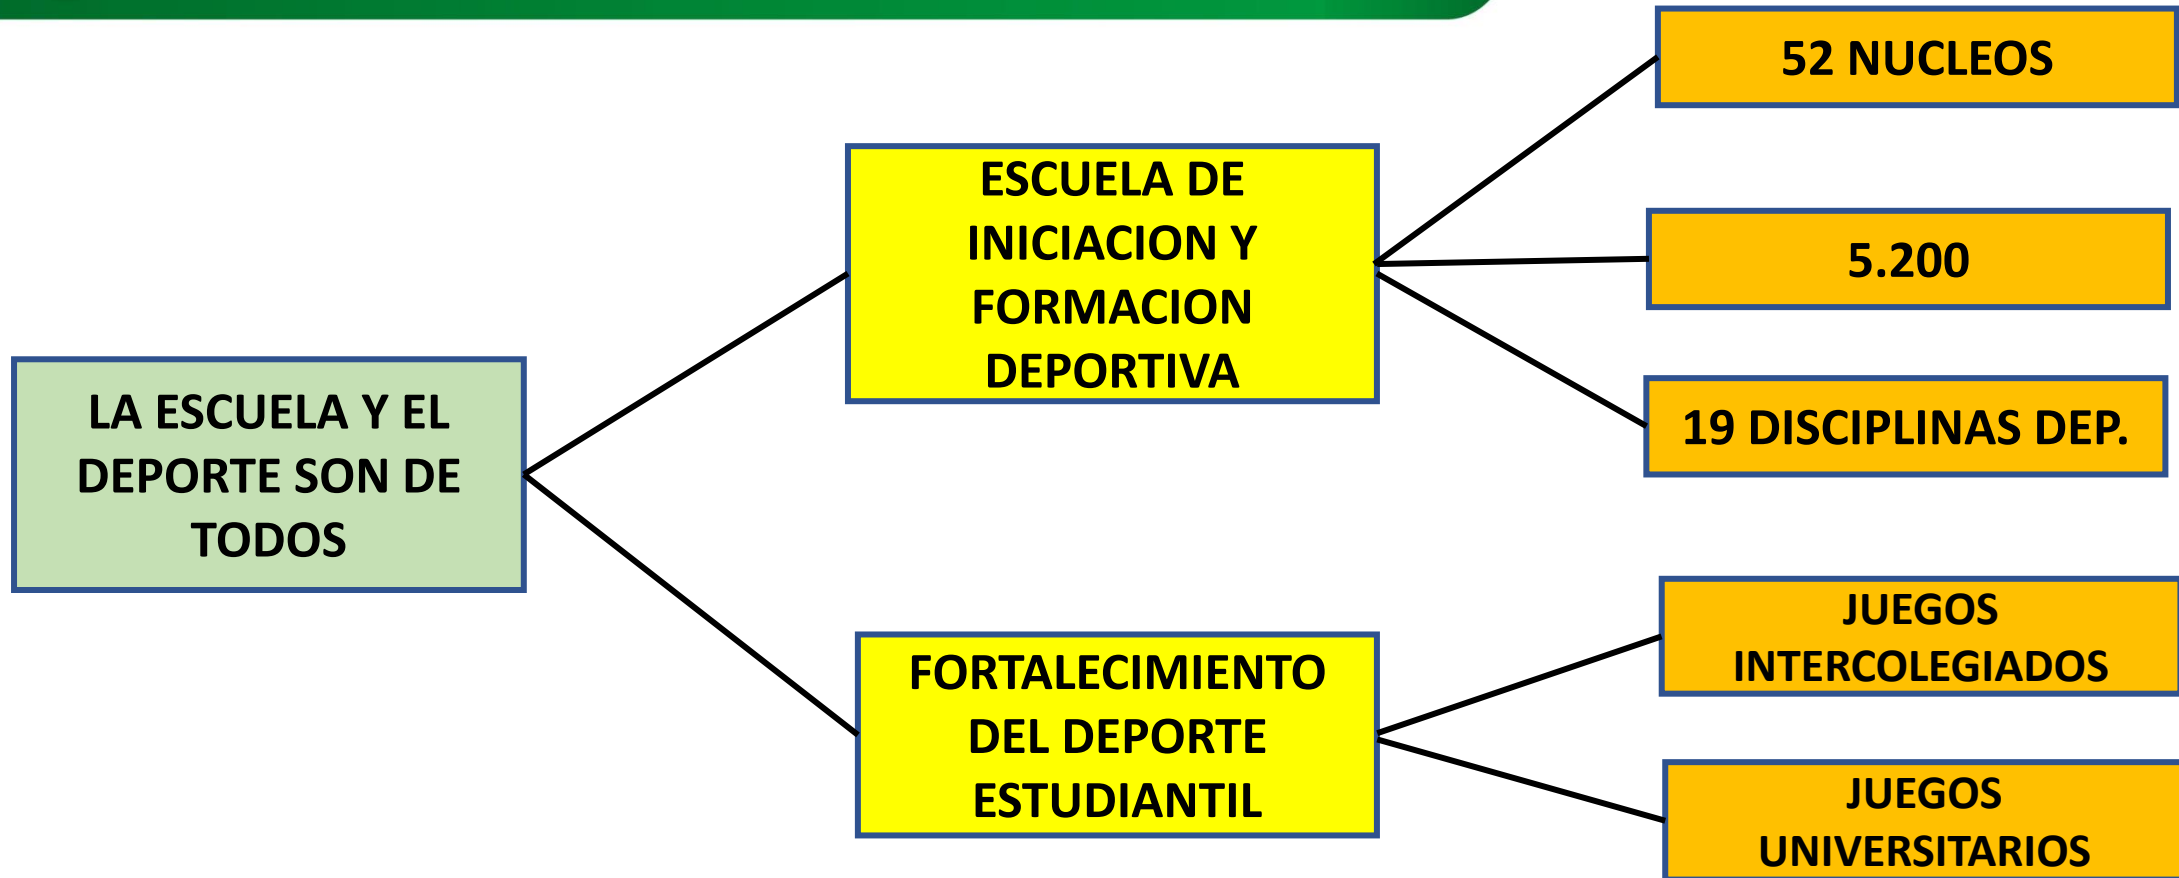 LA ESCUELA Y EL
DEPORTE SON DE
TODOS
ESCUELA DE
INICIACION Y
FORMACION
DEPORTIVA
52 NUCLEOS
5.200
19 DISCIPLINAS DEP.
FORTALECIMIENTO
DEL DEPORTE
ESTUDIANTIL
JUEGOS
INTERCOLEGIADOS
JUEGOS
UNIVERSITARIOS